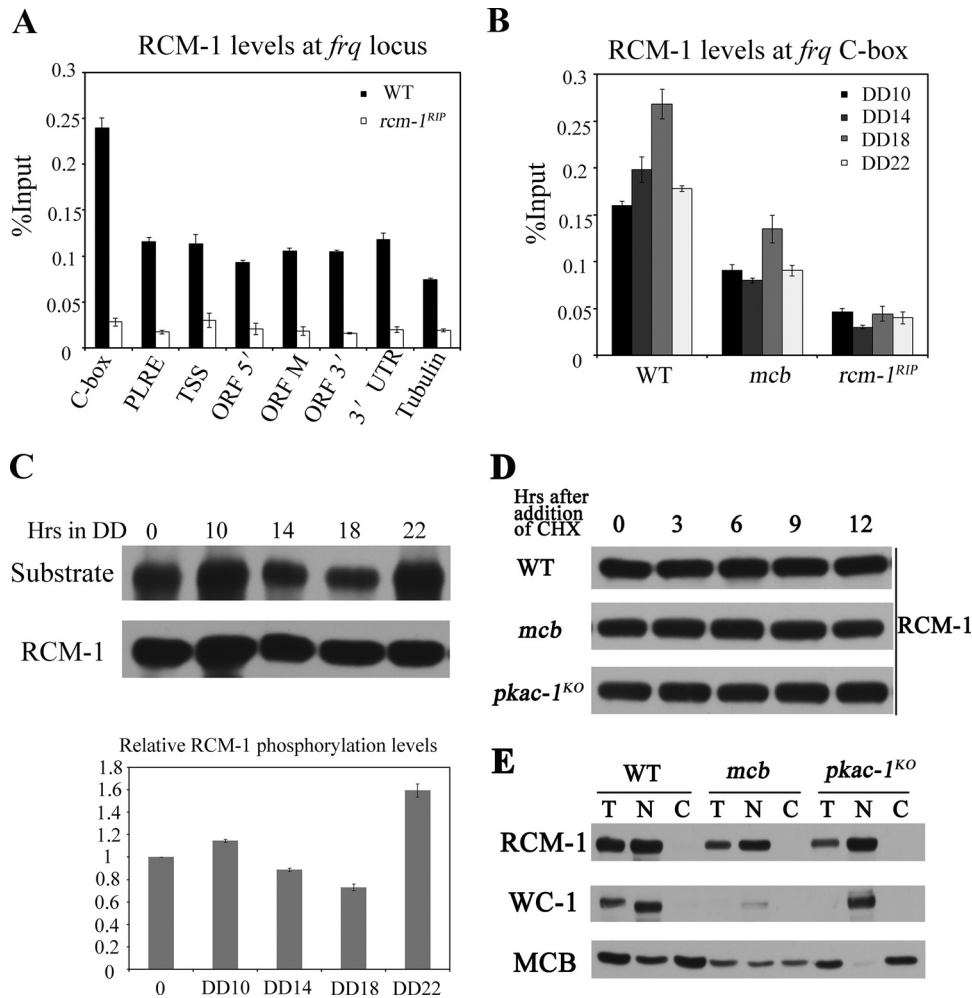 A
RCM-1 levels at frq locus
0.3
0.25
0.2
0.15
0.1
0.05
0
%Input
WT
rcm-1RIP
C-box
PLRE
TSS
ORF 5′
ORF M
ORF 3′
3′ UTR
Tubulin
B
RCM-1 levels at frq C-box
0.3
0.25
0.2
0.15
0.1
0.05
0
%Input
DD10
DD14
DD18
DD22
WT mcb rcm-1RIP
C
Hrs in DD 0 10 14 18 22
Substrate
RCM-1
Relative RCM-1 phosphorylation levels
1.8
1.6
1.4
1.2
1
0.8
0.6
0.4
0.2
0
0 DD10 DD14 DD18 DD22
D
Hrs after
addition
of CHX
0 3 6 9 12
WT
mcb
pkac-1KO
RCM-1
E
WT mcb pkac-1KO
T N C T N C T N C
RCM-1
WC-1
MCB